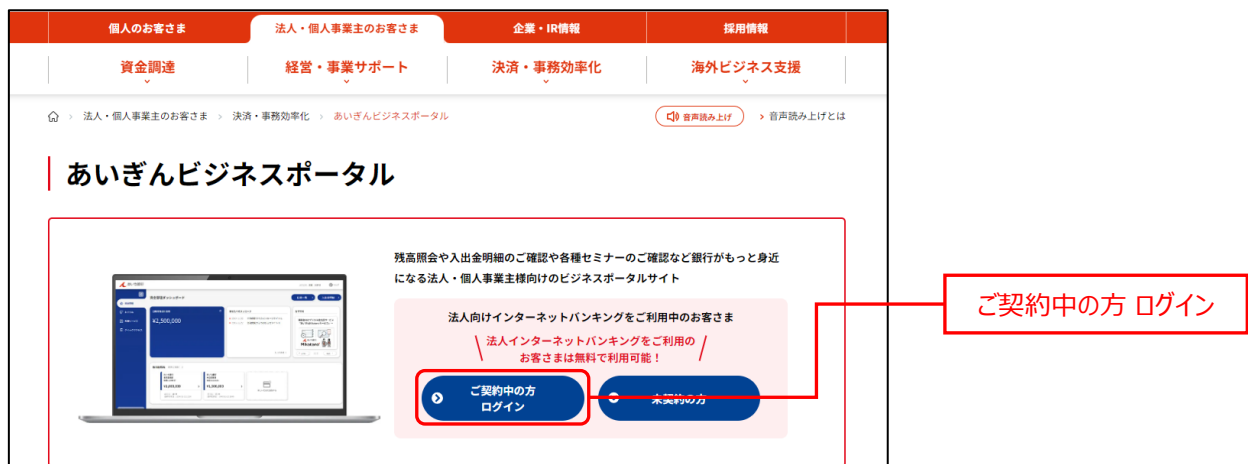 個人のお客さま 法人・個人事業主のお客さま 企業・IR情報 採用情報
資金調達 経営・事業サポート 決済・事務効率化 海外ビジネス支援
法人・個人事業主のお客さま > 決済・事務効率化 > あいぎんビジネスポータル 音声読み上げ > 音声読み上げとは
あいぎんビジネスポータル
残高照会や入出金明細のご確認や各種セミナーのご確認など銀行がもっと身近
になる法人・個人事業主様向けのビジネスポータルサイト
法人向けインターネットバンキングをご利用中のお客さま
法人インターネットバンキングをご利用の
お客さまは無料で利用可能！
ご契約中の方
ログイン
未契約の方
ご契約中の方 ログイン
¥2,500,000